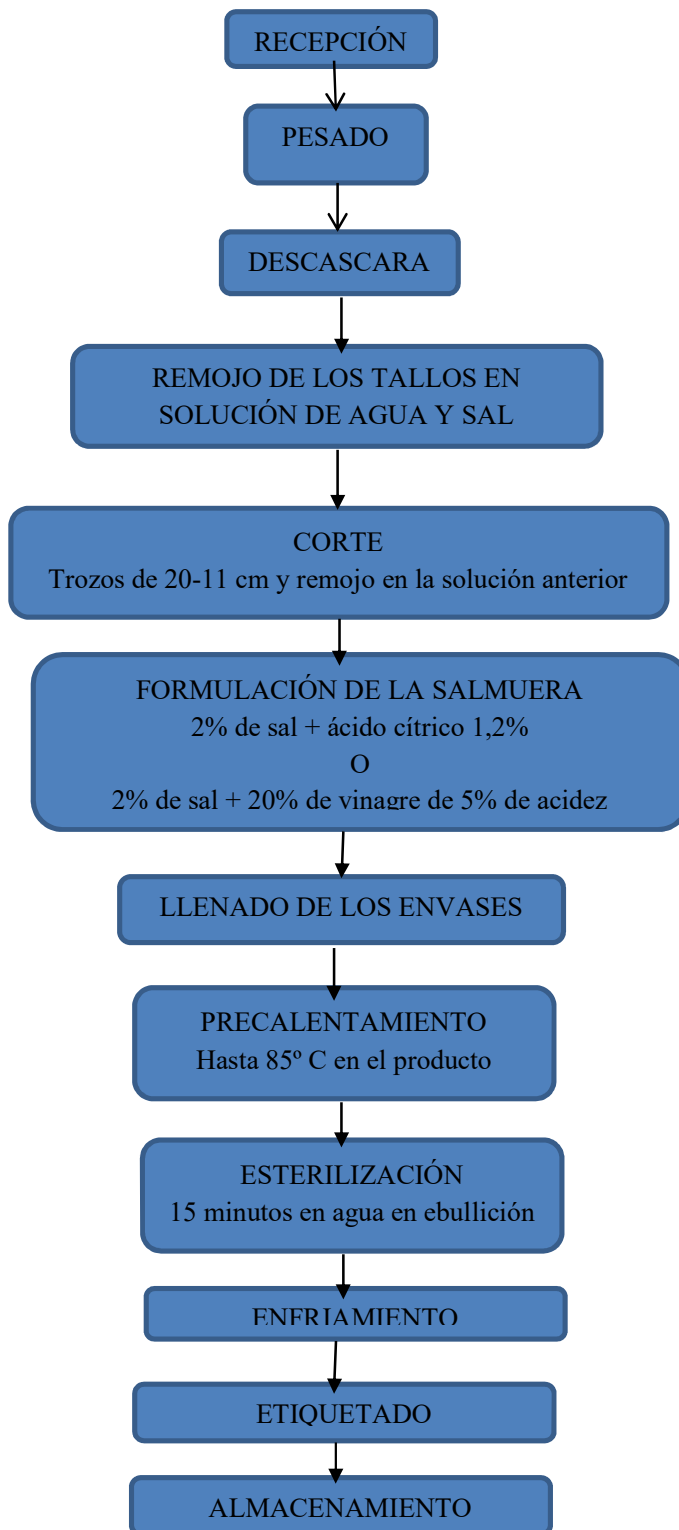 RECEPCIÓN
PESADO
DESCASCARA
REMOJO DE LOS TALLOS EN
SOLUCIÓN DE AGUA Y SAL
CORTE
Trozos de 20-11 cm y remojo en la solución anterior
FORMULACIÓN DE LA SALMUERA
2% de sal + ácido cítrico 1,2%
O
2% de sal + 20% de vinagre de 5% de acidez
LLENADO DE LOS ENVASES
PRECALENTAMIENTO
Hasta 85º C en el producto
ESTERILIZACIÓN
15 minutos en agua en ebullición
ENFRIAMIENTO
ETIQUETADO
ALMACENAMIENTO